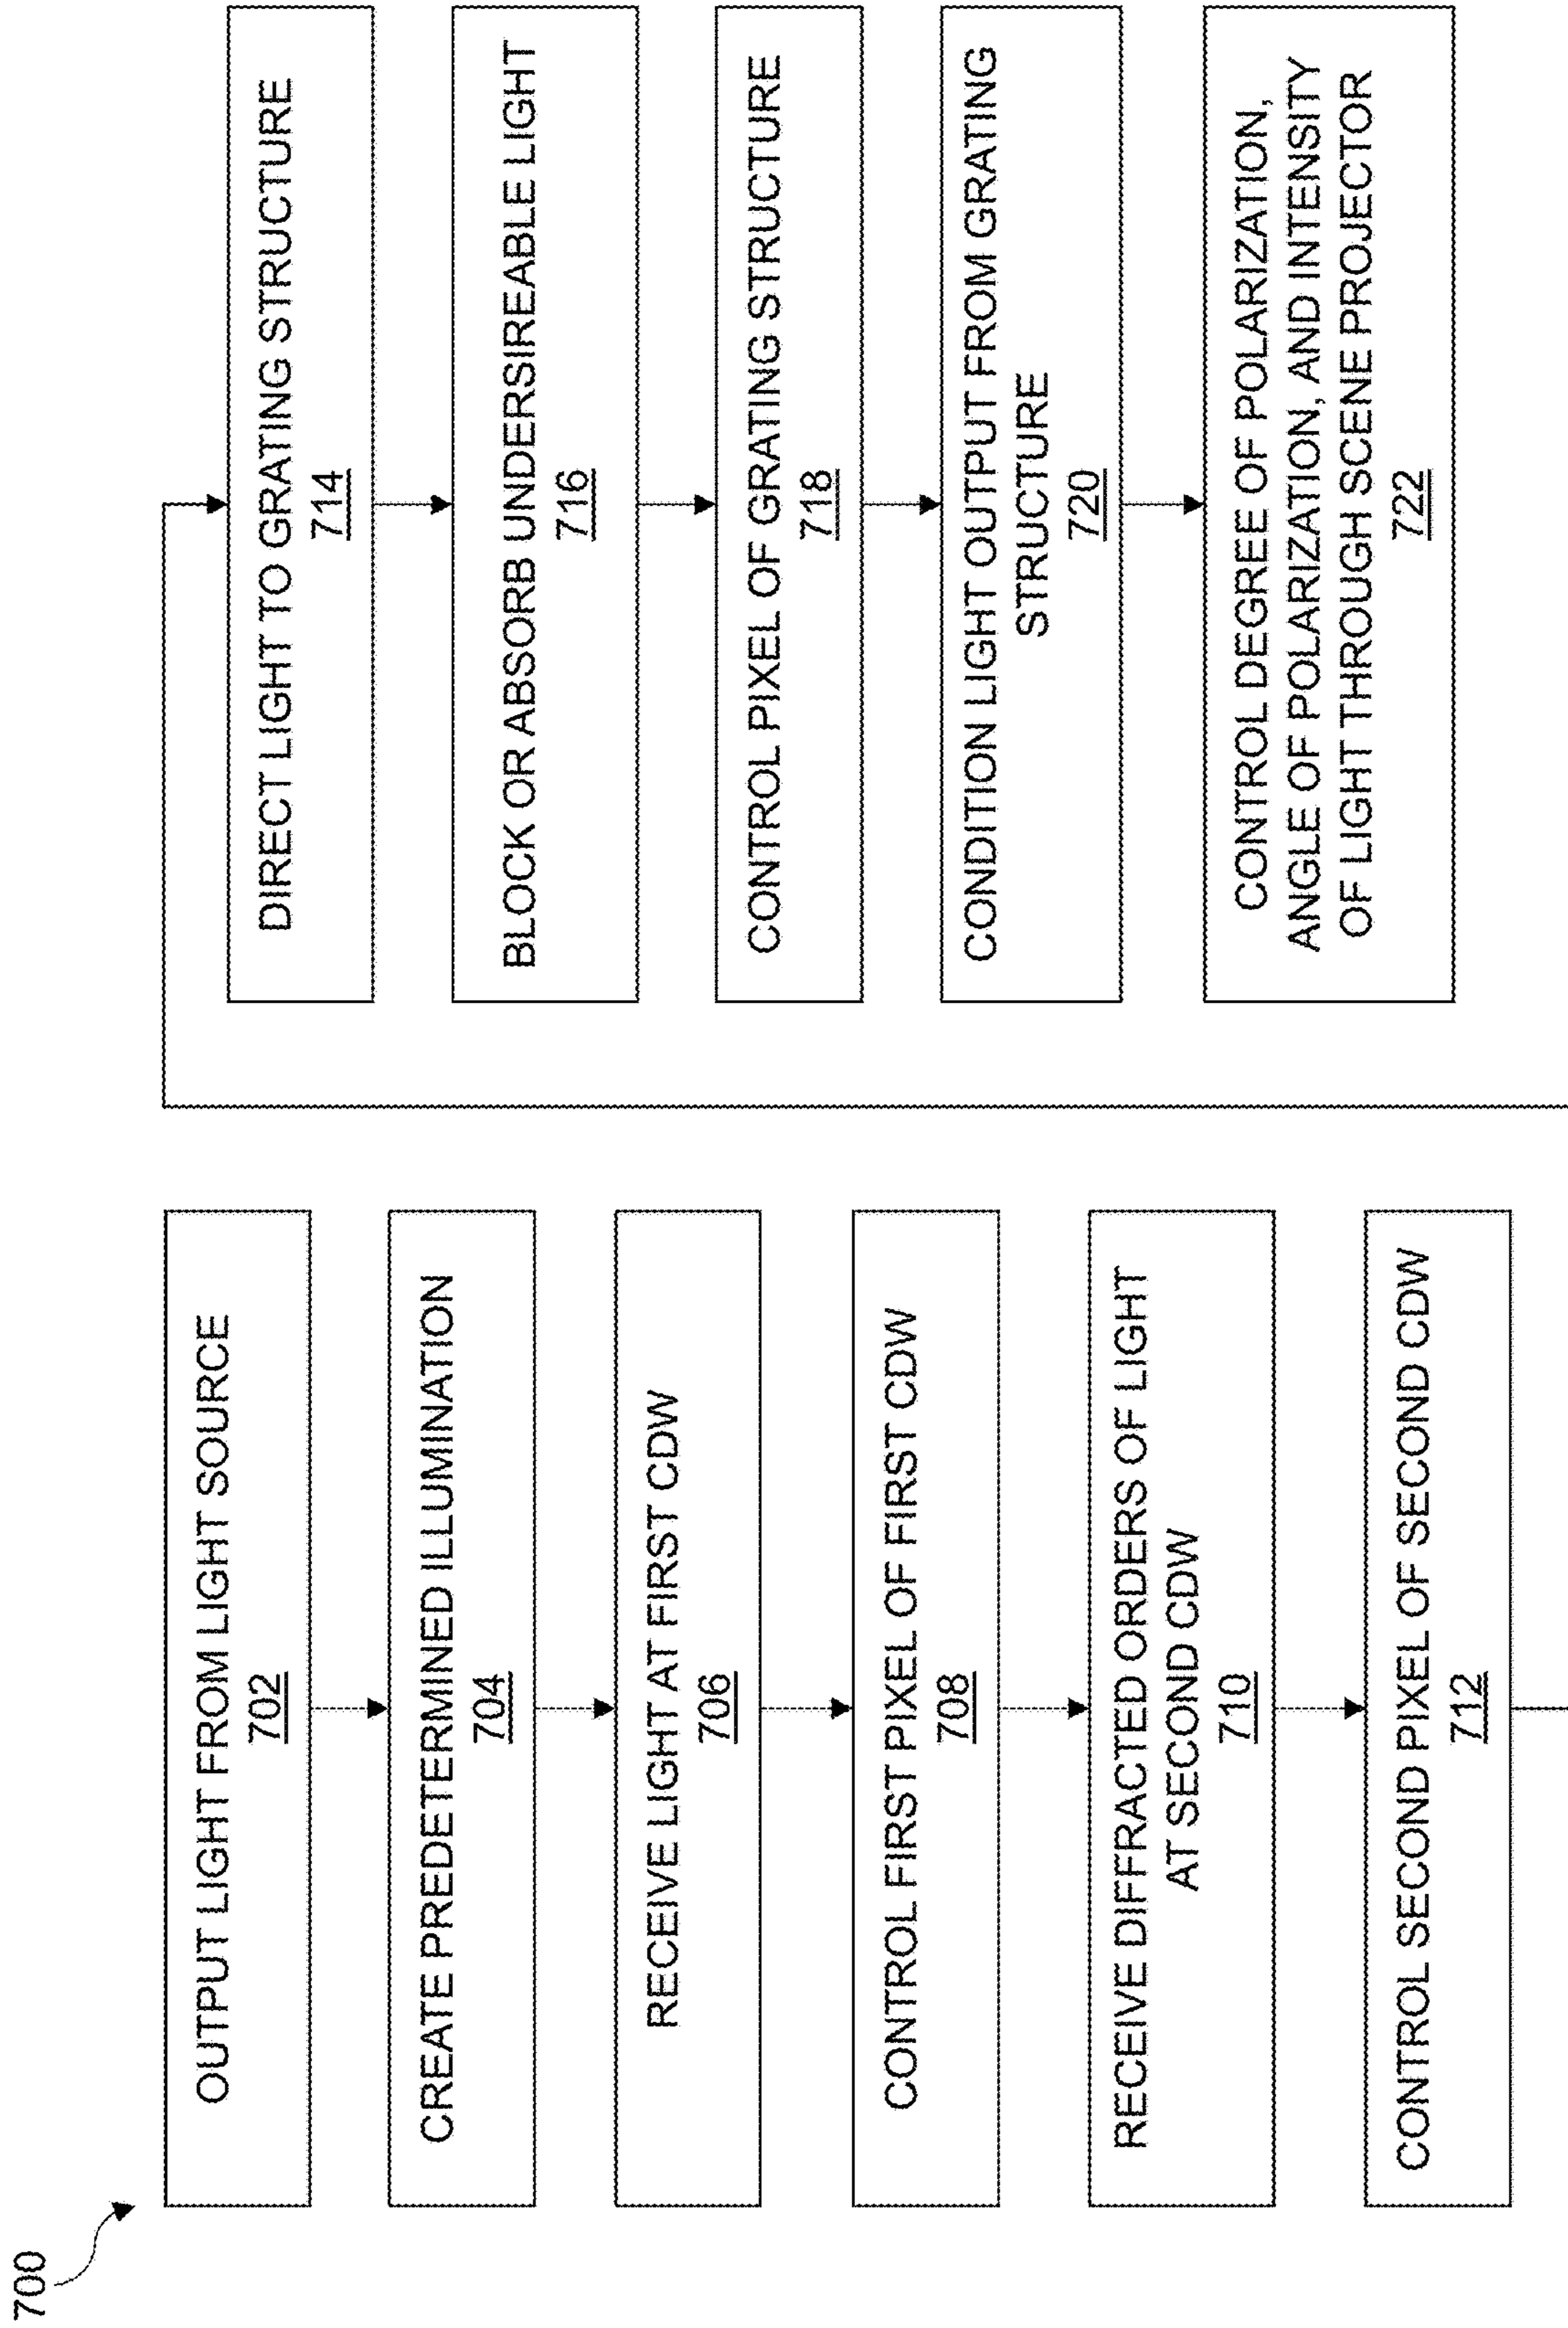 700
OUTPUT LIGHT FROM LIGHT SOURCE
702
CREATE PREDETERMINED ILLUMINATION
704
RECEIVE LIGHT AT FIRST CDW
706
CONTROL FIRST PIXEL OF FIRST CDW
708
RECEIVE DIFFRACTED ORDERS OF LIGHT
AT SECOND CDW
710
CONTROL SECOND PIXEL OF SECOND CDW
712
DIRECT LIGHT TO GRATING STRUCTURE
714
BLOCK OR ABSORB UNDERSIREABLE LIGHT
716
CONTROL PIXEL OF GRATING STRUCTURE
718
CONDITION LIGHT OUTPUT FROM GRATING
STRUCTURE
720
CONTROL DEGREE OF POLARIZATION,
ANGLE OF POLARIZATION, AND INTENSITY
OF LIGHT THROUGH SCENE PROJECTOR
722